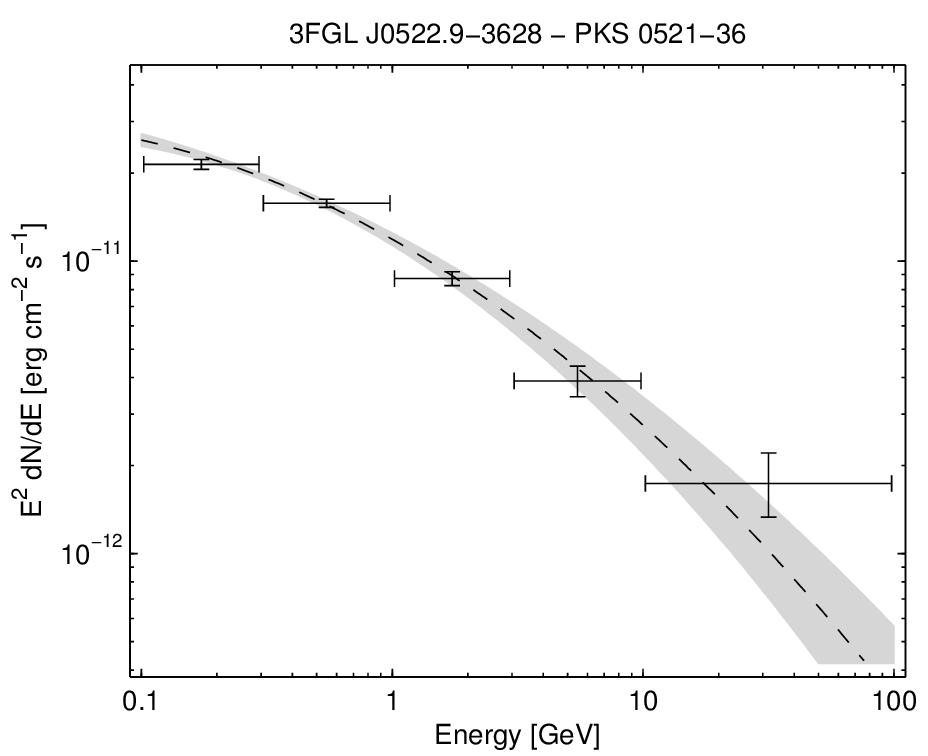 3FGL J0522.9−3628 − PKS 0521−36
E² dN/dE [erg cm⁻² s⁻¹]
10⁻¹¹
10⁻¹²
0.1 1 10 100
Energy [GeV]